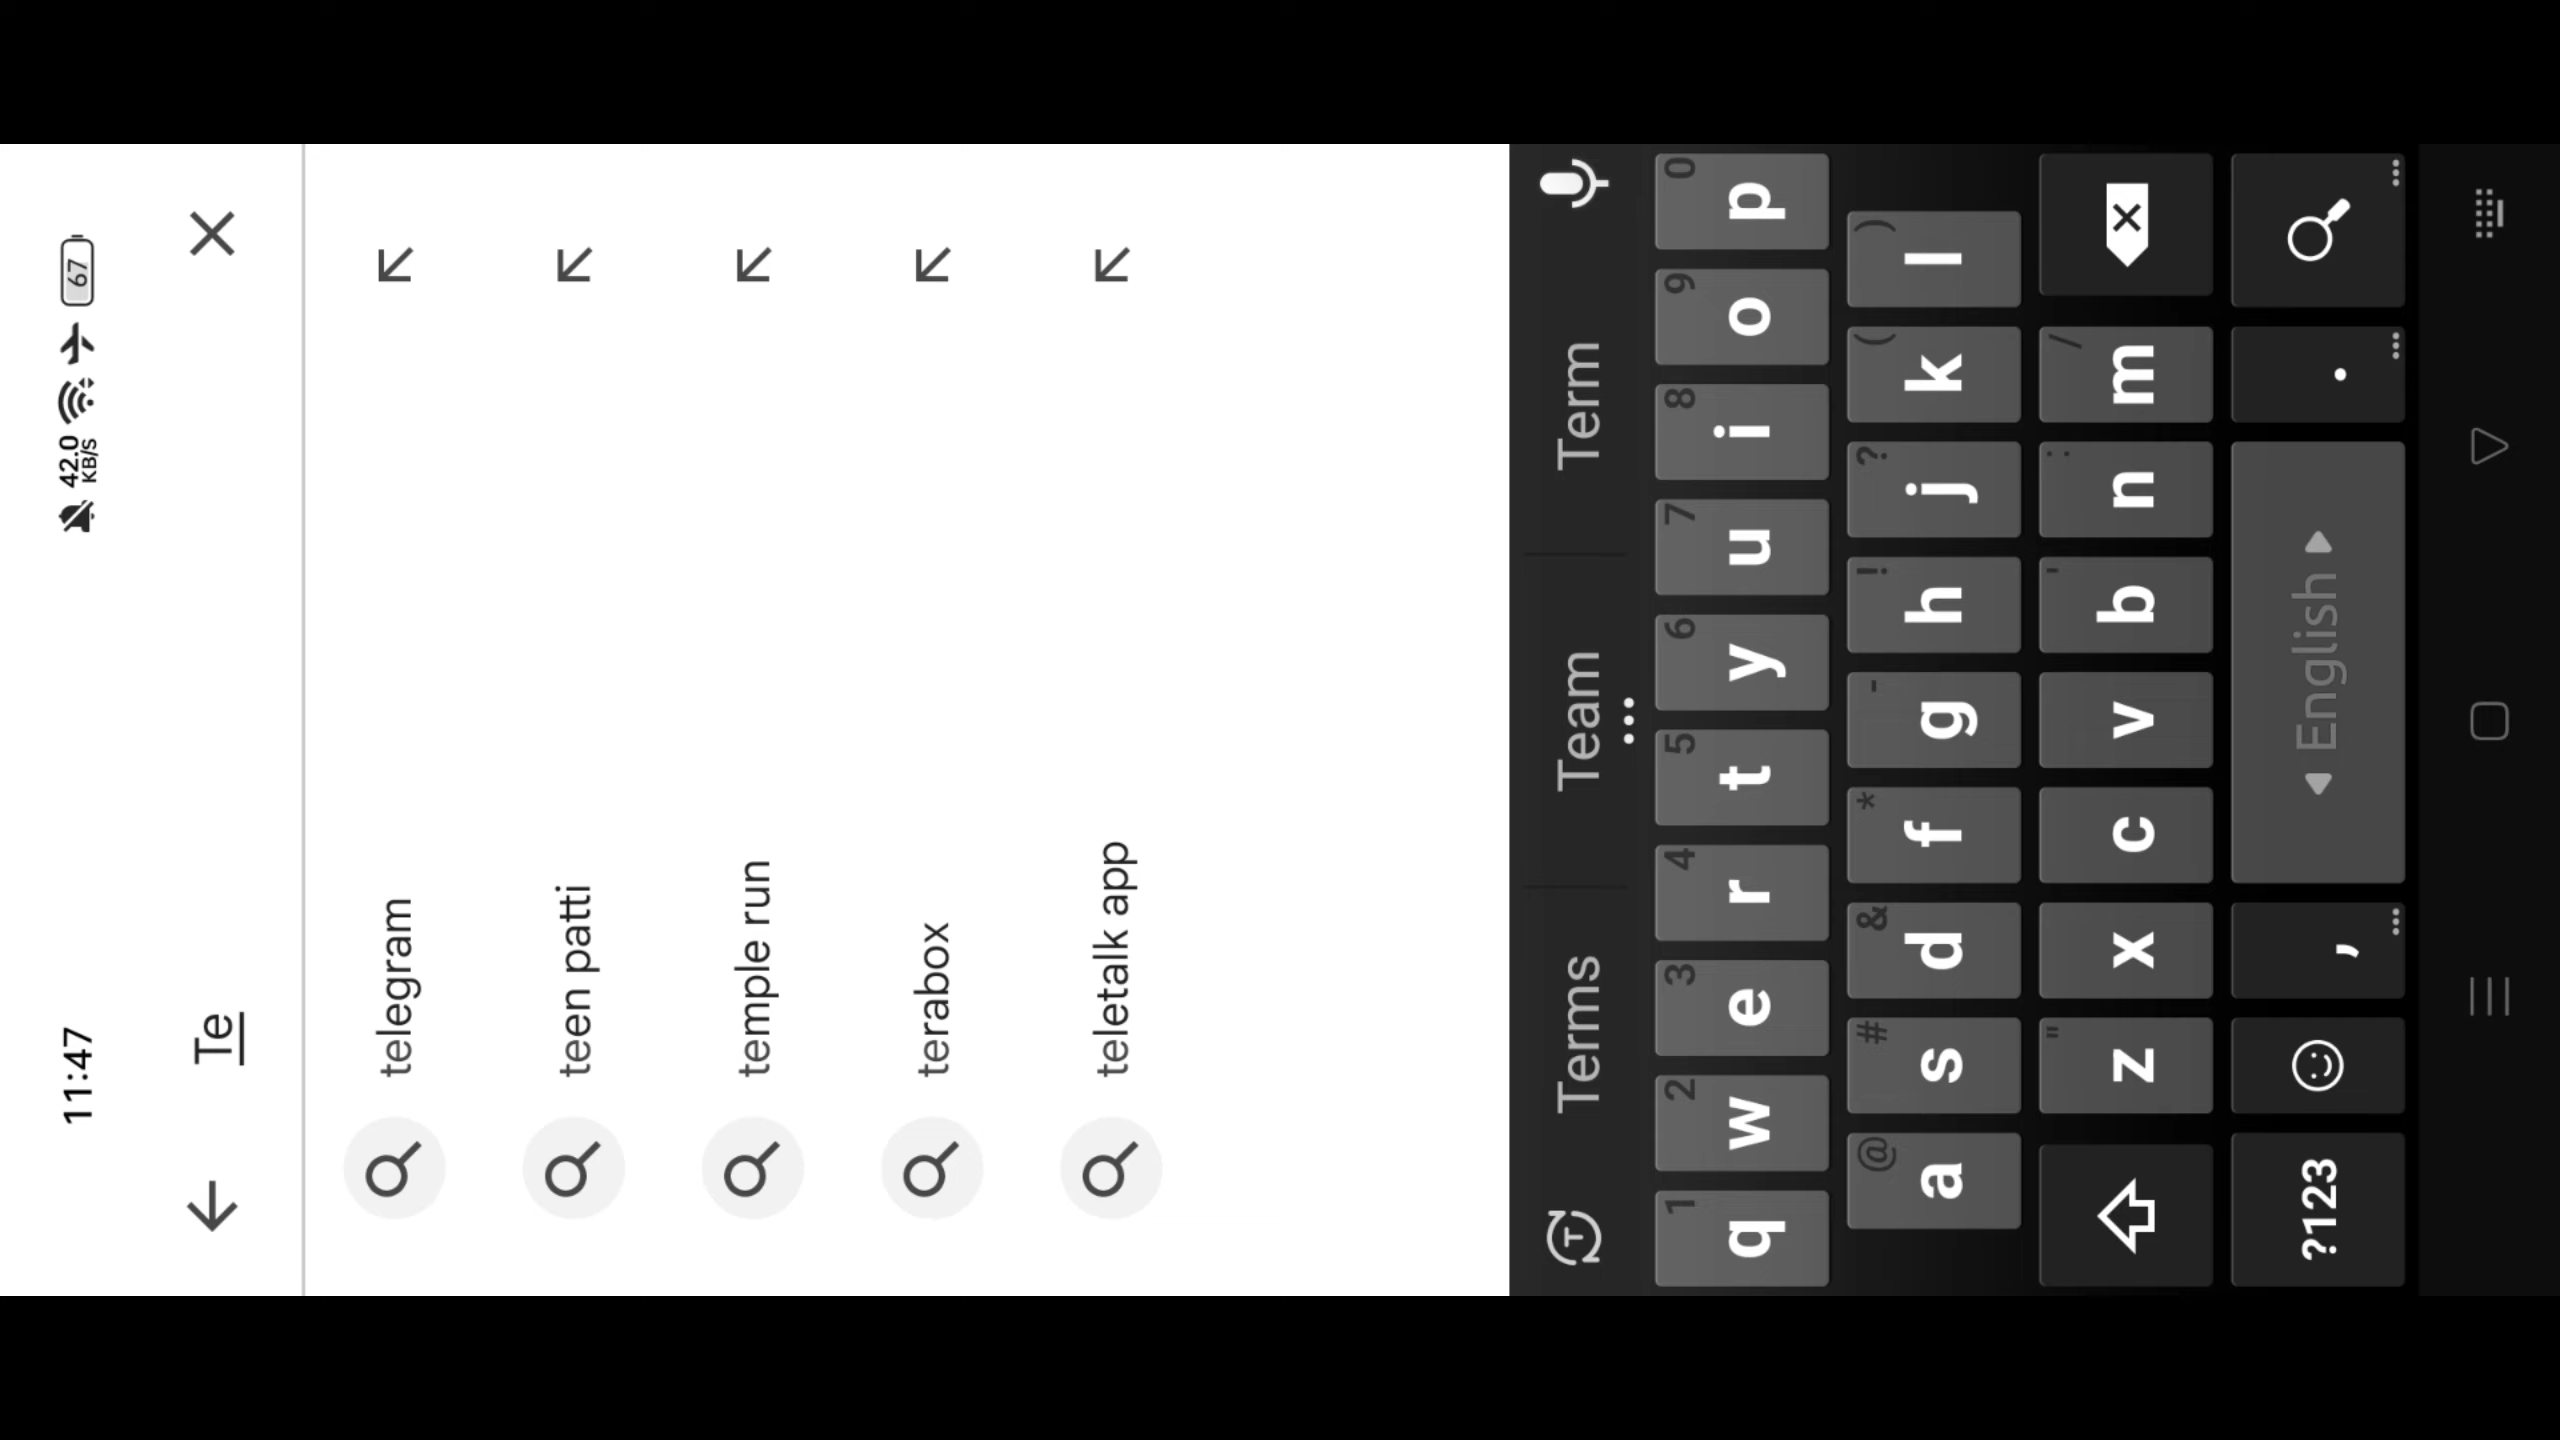 11:47 42.0 KB/S 67
Te
telegram
teen patti
temple run
terabox
teletalk app
Terms Team Term
1 2 3 4 5 6 7 8 9 0
q w e r t y u i o p
@ # & * - ! ? ( )
a s d f g h j k l
" ' : /
z x c v b n m
?123 , English .